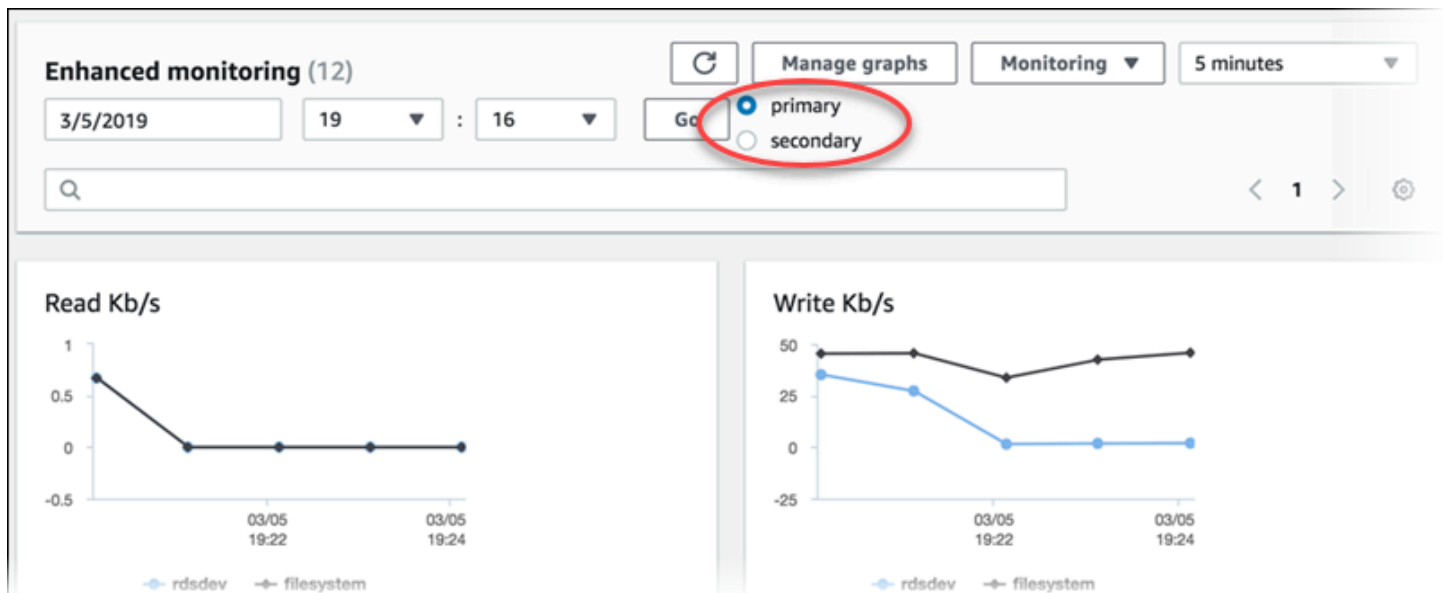 Enhanced monitoring (12)
Manage graphs
Monitoring
5 minutes
3/5/2019
19 : 16
Go
primary
secondary
1
Read Kb/s
1
0.5
0
-0.5
03/05
19:22
03/05
19:24
rdsdev
filesystem
Write Kb/s
50
25
0
-25
03/05
19:22
03/05
19:24
rdsdev
filesystem